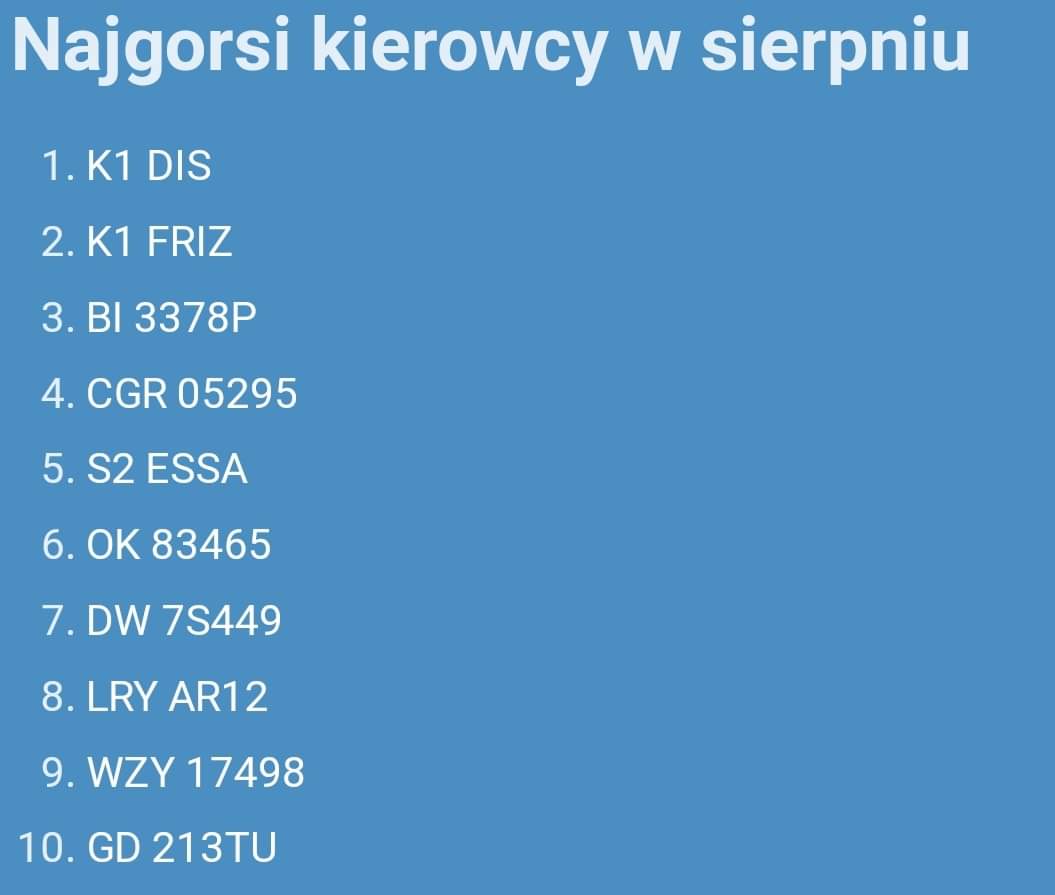 Najgorsi kierowcy w sierpniu
1. K1 DIS
2. K1 FRIZ
3. BI 3378P
4. CGR 05295
5. S2 ESSA
6. OK 83465
7. DW 7S449
8. LRY AR12
9. WZY 17498
10. GD 213TU